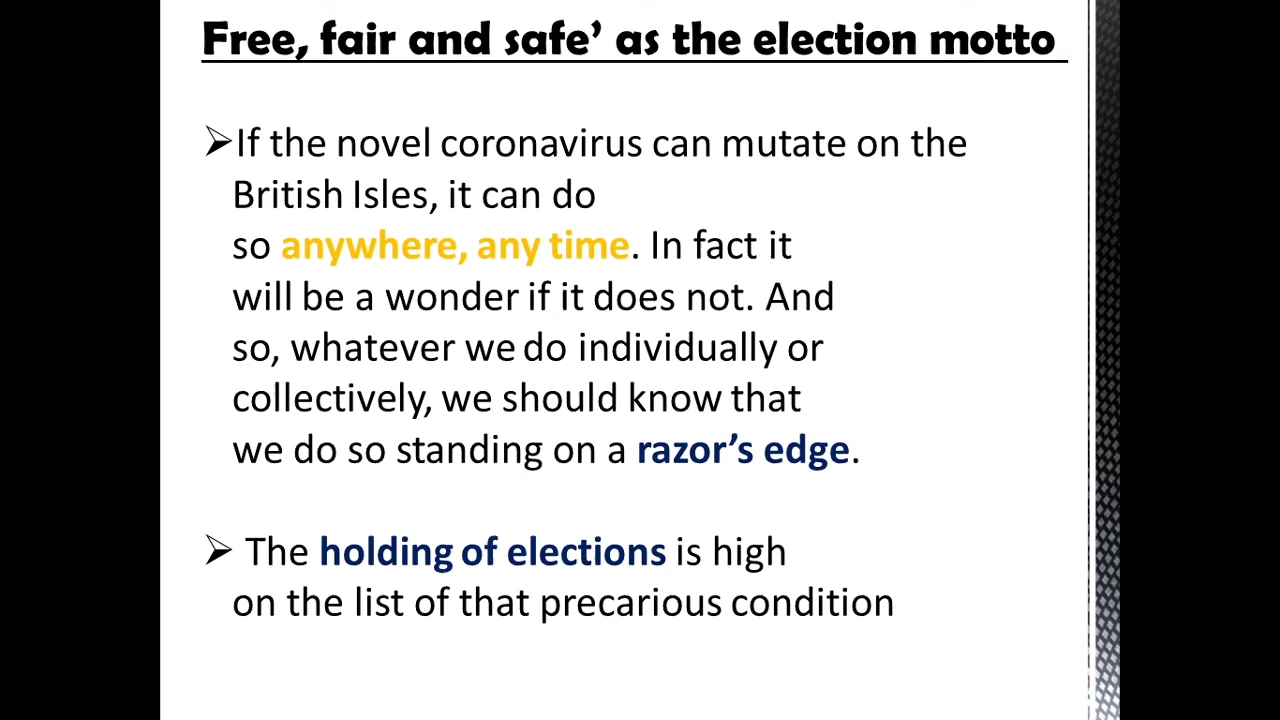 Free, fair and safe’ as the election motto
➢If the novel coronavirus can mutate on the
British Isles, it can do
so anywhere, any time. In fact it
will be a wonder if it does not. And
so, whatever we do individually or
collectively, we should know that
we do so standing on a razor’s edge.
➢ The holding of elections is high
on the list of that precarious condition